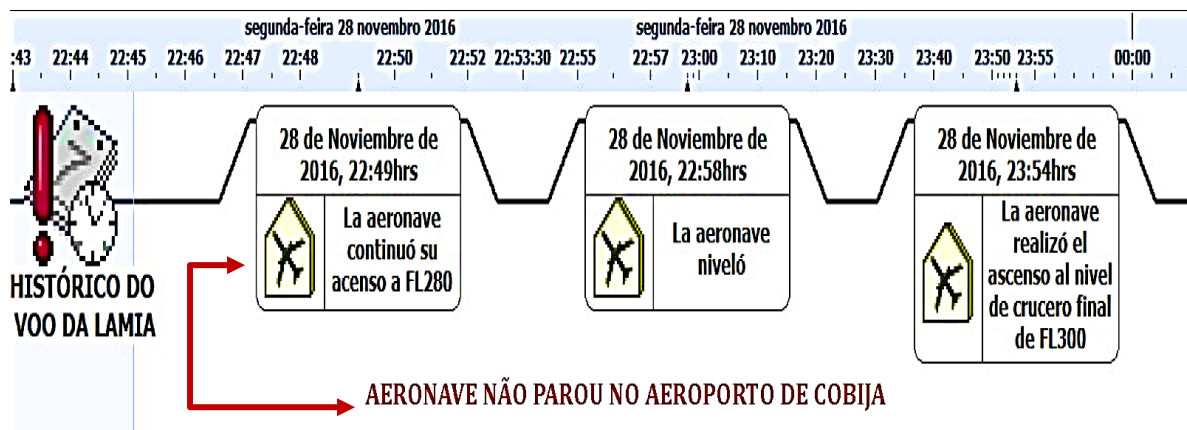 segunda-feira 28 novembro 2016 segunda-feira 28 novembro 2016
:43 22:44 22:45 22:46 22:47 22:48 22:50 22:52 22:53:30 22:55 22:57 23:00 23:10 23:20 23:30 23:40 23:50 23:55 00:00
HISTÓRICO DO
VOO DA LAMIA
28 de Noviembre de
2016, 22:49hrs
La aeronave
continuó su
acenso a FL280
28 de Noviembre de
2016, 22:58hrs
La aeronave
niveló
28 de Noviembre de
2016, 23:54hrs
La aeronave
realizó el
ascenso al nivel
de crucero final
de FL300
AERONAVE NÃO PAROU NO AEROPORTO DE COBIJA